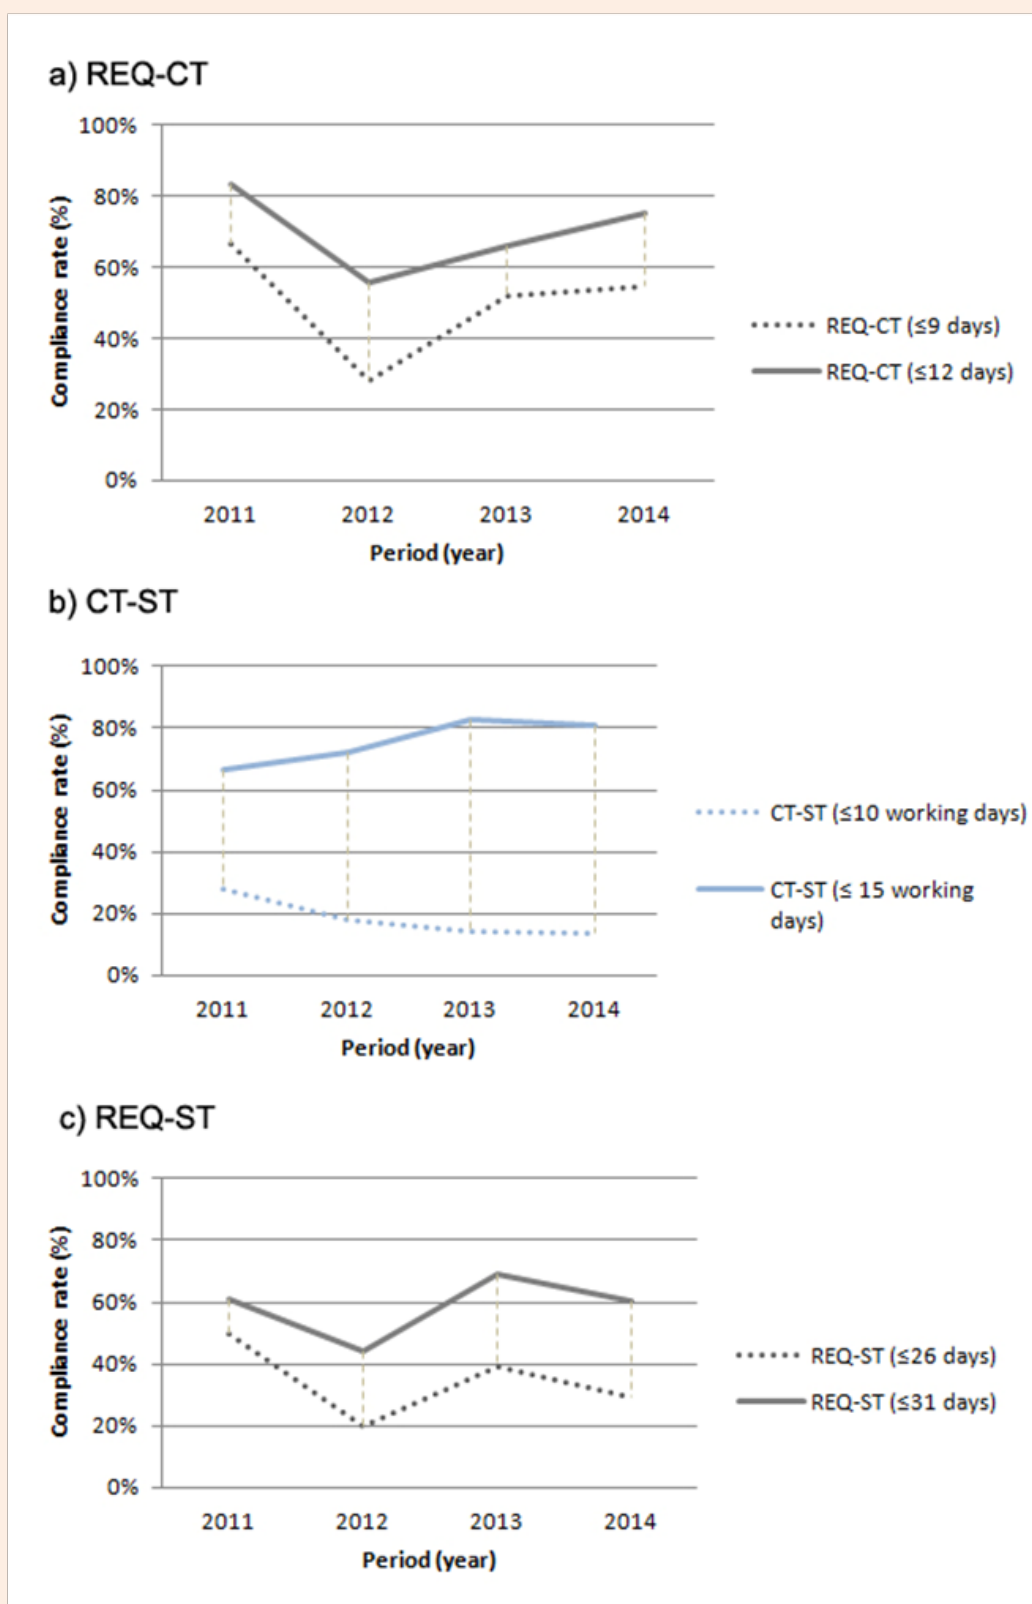 a) REQ-CT
100%
80%
60%
40%
20%
0%
Compliance rate (%)
2011 2012 2013 2014
Period (year)
REQ-CT (≤9 days)
REQ-CT (≤12 days)
b) CT-ST
100%
80%
60%
40%
20%
0%
Compliance rate (%)
2011 2012 2013 2014
Period (year)
CT-ST (≤10 working days)
CT-ST (≤ 15 working
days)
c) REQ-ST
100%
80%
60%
40%
20%
0%
Compliance rate (%)
2011 2012 2013 2014
Period (year)
REQ-ST (≤26 days)
REQ-ST (≤31 days)